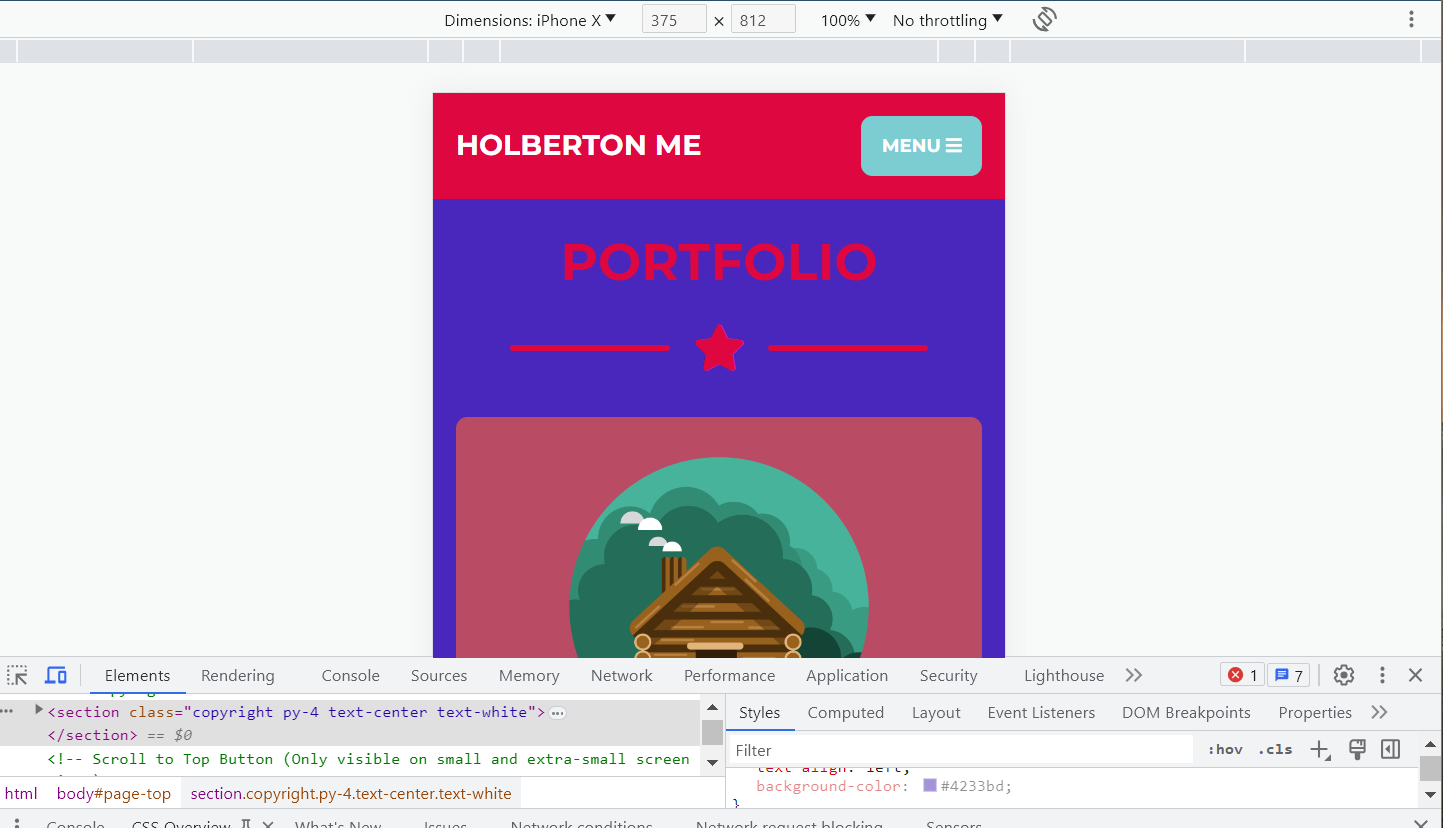 Dimensions: iPhone X 375 × 812 100% No throttling
HOLBERTON ME
MENU
PORTFOLIO
Elements Rendering Console Sources Memory Network Performance Application Security Lighthouse 1 7
<section class="copyright py-4 text-center text-white">
</section> == $0
<!-- Scroll to Top Button (Only visible on small and extra-small screen
html body#page-top section.copyright.py-4.text-center.text-white
Styles Computed Layout Event Listeners DOM Breakpoints Properties
Filter :hov .cls
text-align: left;
background-color: #4233bd;
}
Console CSS Overview What's New Issues Network conditions Network request blocking Sensors